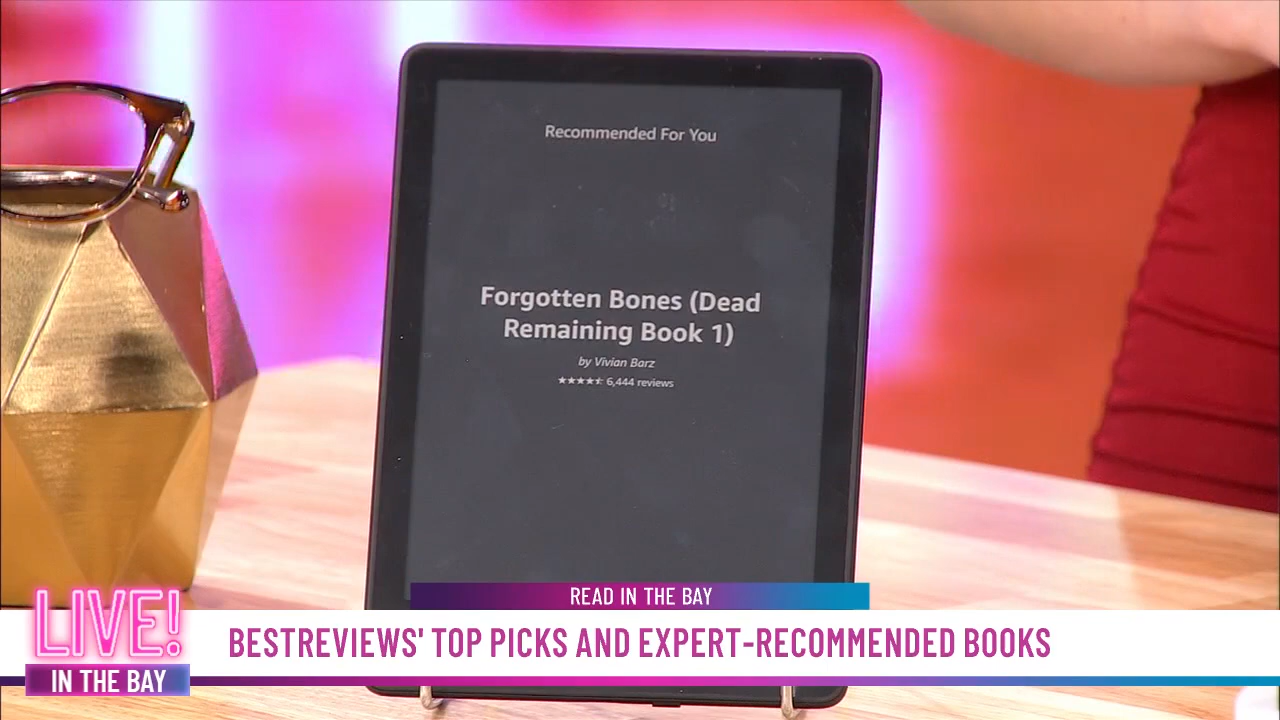 Recommended For You
Forgotten Bones (Dead
Remaining Book 1)
by Vivian Barz
6,444 reviews
READ IN THE BAY
LIVE!
BESTREVIEWS' TOP PICKS AND EXPERT-RECOMMENDED BOOKS
IN THE BAY